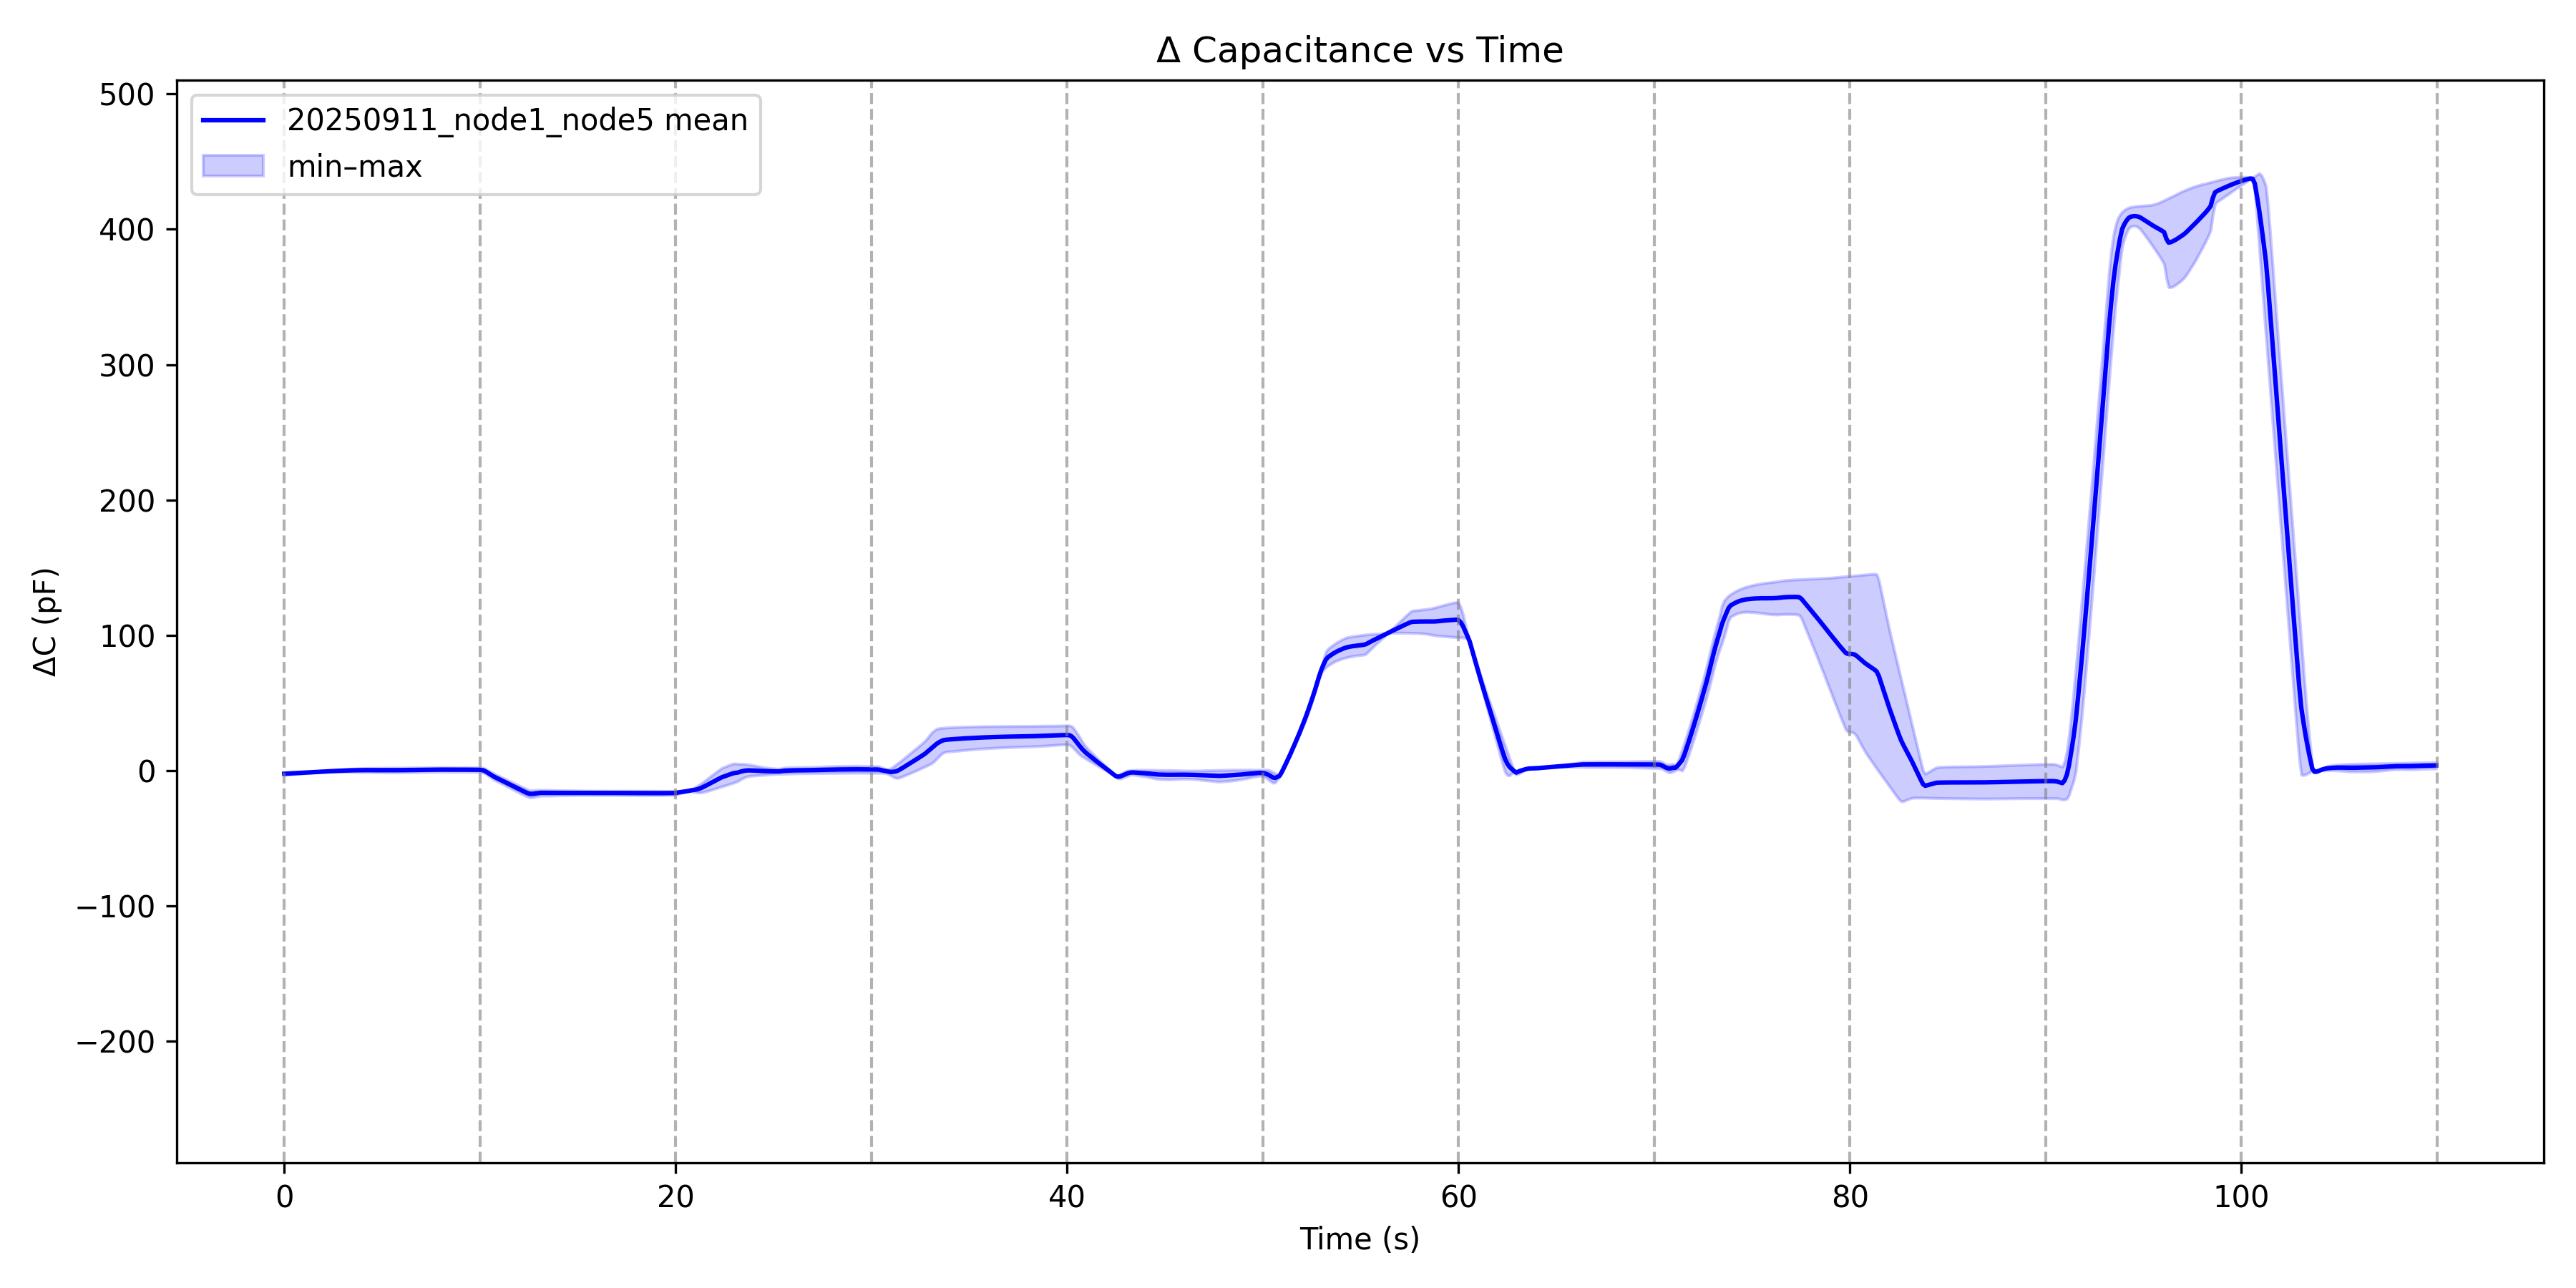 Δ Capacitance vs Time
20250911_node1_node5 mean
min–max
500
400
300
200
100
0
−100
−200
ΔC (pF)
0 20 40 60 80 100
Time (s)